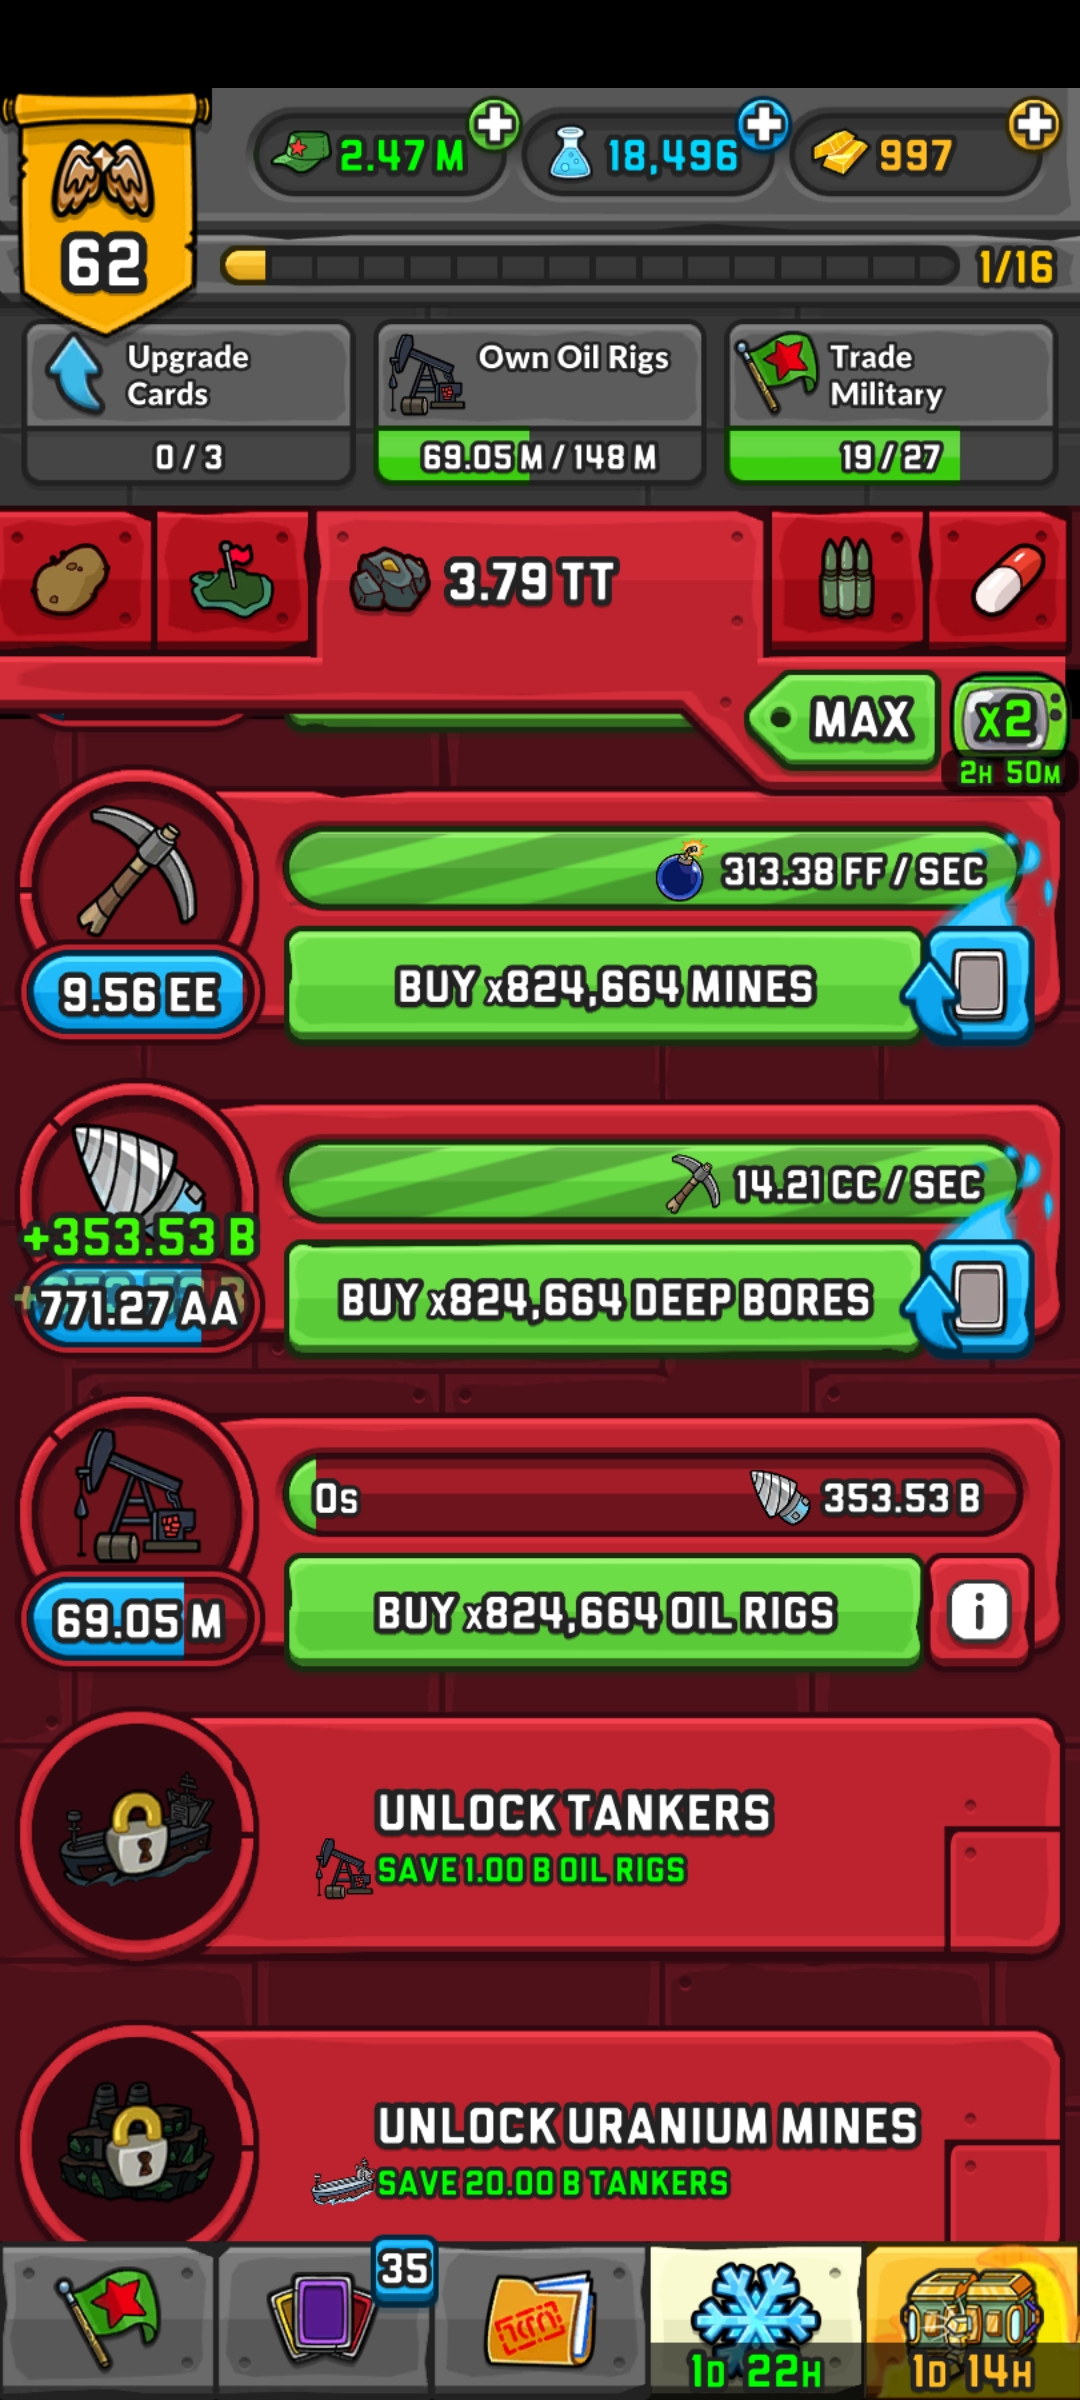 2.47 M
18,496
997
62
1/16
Upgrade
Cards
0 / 3
Own Oil Rigs
69.05 M / 148 M
Trade
Military
19 / 27
3.79 TT
MAX
x2
2H 50M
313.38 FF / SEC
9.56 EE
BUY x824,664 MINES
14.21 CC / SEC
+353.53 B
771.27 AA
BUY x824,664 DEEP BORES
0s
353.53 B
69.05 M
BUY x824,664 OIL RIGS
i
UNLOCK TANKERS
SAVE 1.00 B OIL RIGS
UNLOCK URANIUM MINES
SAVE 20.00 B TANKERS
35
1D 22H
1D 14H